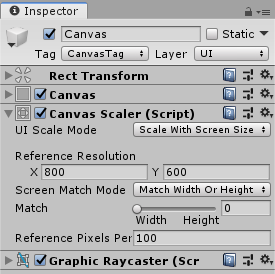 Inspector
Canvas Static
Tag CanvasTag Layer UI
Rect Transform
Canvas
Canvas Scaler (Script)
UI Scale Mode Scale With Screen Size
Reference Resolution
X 800 Y 600
Screen Match Mode Match Width Or Height
Match 0
Width Height
Reference Pixels Per 100
Graphic Raycaster (Scr